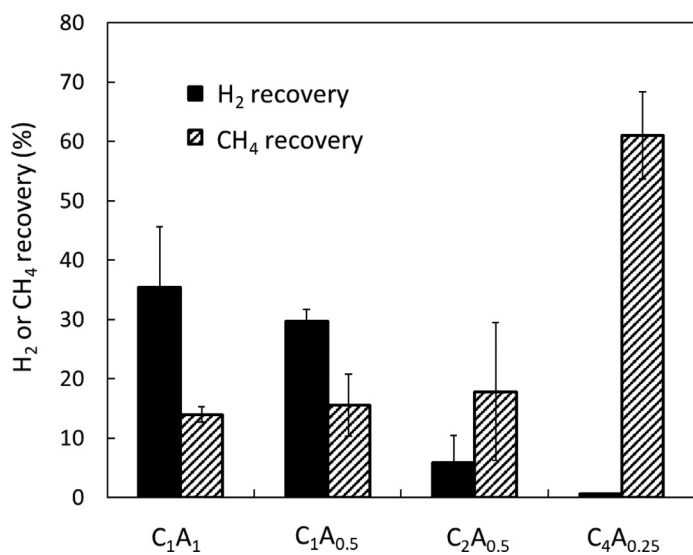 80
70
60
50
40
30
20
10
0
H₂ or CH₄ recovery (%)
H₂ recovery
CH₄ recovery
C₁A₁ C₁A₀.₅ C₂A₀.₅ C₄A₀.₂₅